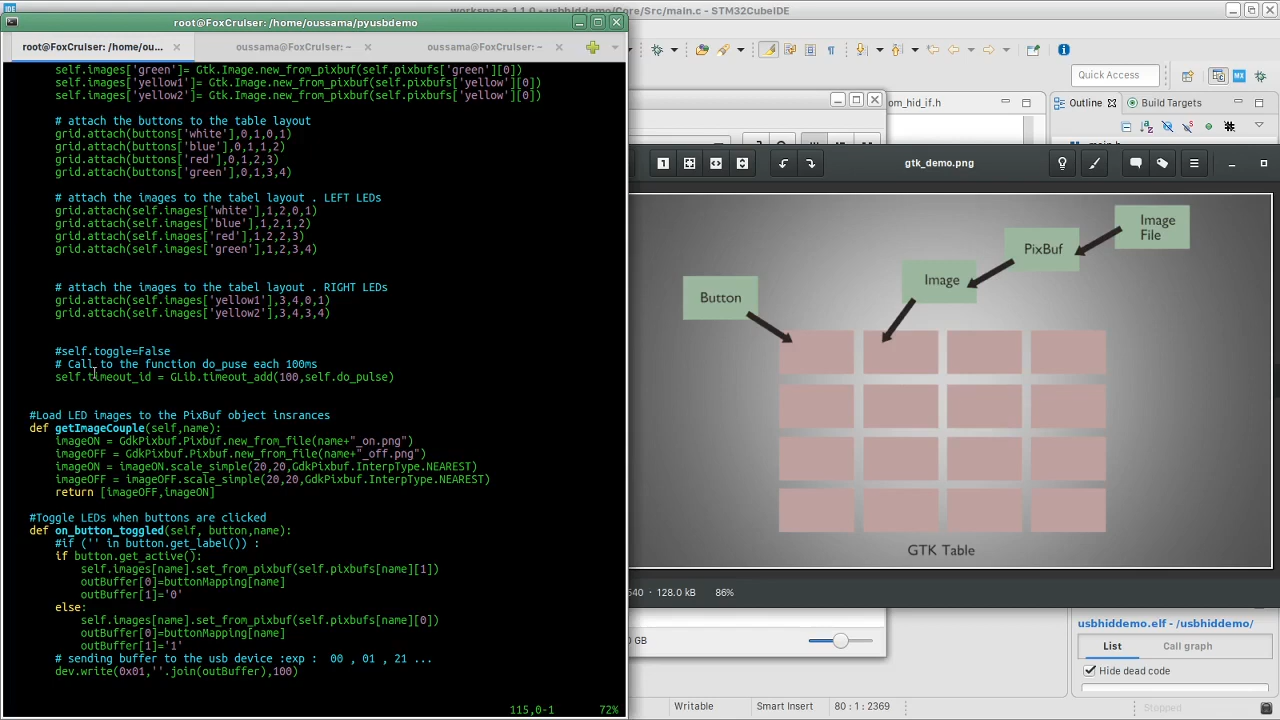 workspace_1.1.0 - usbhiddemo/Core/Src/main.c - STM32CubeIDE
root@FoxCruiser: /home/oussama/pyusbdemo
root@FoxCruiser: /home/ou...
oussama@FoxCruiser: ~
oussama@FoxCruiser: ~
self.images['green']= Gtk.Image.new_from_pixbuf(self.pixbufs['green'][0])
self.images['yellow1']= Gtk.Image.new_from_pixbuf(self.pixbufs['yellow'][0])
self.images['yellow2']= Gtk.Image.new_from_pixbuf(self.pixbufs['yellow'][0])
# attach the buttons to the table layout
grid.attach(buttons['white'],0,1,0,1)
grid.attach(buttons['blue'],0,1,1,2)
grid.attach(buttons['red'],0,1,2,3)
grid.attach(buttons['green'],0,1,3,4)
# attach the images to the tabel layout . LEFT LEDs
grid.attach(self.images['white'],1,2,0,1)
grid.attach(self.images['blue'],1,2,1,2)
grid.attach(self.images['red'],1,2,2,3)
grid.attach(self.images['green'],1,2,3,4)
# attach the images to the tabel layout . RIGHT LEDs
grid.attach(self.images['yellow1'],3,4,0,1)
grid.attach(self.images['yellow2'],3,4,3,4)
#self.toggle=False
# Call to the function do_puse each 100ms
self.timeout_id = GLib.timeout_add(100,self.do_pulse)
#Load LED images to the PixBuf object insrances
def getImageCouple(self,name):
imageON = GdkPixbuf.Pixbuf.new_from_file(name+"_on.png")
imageOFF = GdkPixbuf.Pixbuf.new_from_file(name+"_off.png")
imageON = imageON.scale_simple(20,20,GdkPixbuf.InterpType.NEAREST)
imageOFF = imageOFF.scale_simple(20,20,GdkPixbuf.InterpType.NEAREST)
return [imageOFF,imageON]
#Toggle LEDs when buttons are clicked
def on_button_toggled(self, button,name):
#if ('' in button.get_label()) :
if button.get_active():
self.images[name].set_from_pixbuf(self.pixbufs[name][1])
outBuffer[0]=buttonMapping[name]
outBuffer[1]='0'
else:
self.images[name].set_from_pixbuf(self.pixbufs[name][0])
outBuffer[0]=buttonMapping[name]
outBuffer[1]='1'
# sending buffer to the usb device :exp : 00 , 01 , 21 ...
dev.write(0x01,''.join(outBuffer),100)
115,0-1 72%
Quick Access
om_hid_if.h
Outline
Build Targets
gtk_demo.png
Image
File
PixBuf
Image
Button
GTK Table
540 · 128.0 kB 86%
0 GB
usbhiddemo.elf - /usbhiddemo/
List
Call graph
Hide dead code
Writable
Smart Insert
80 : 1 : 2369
Stopped